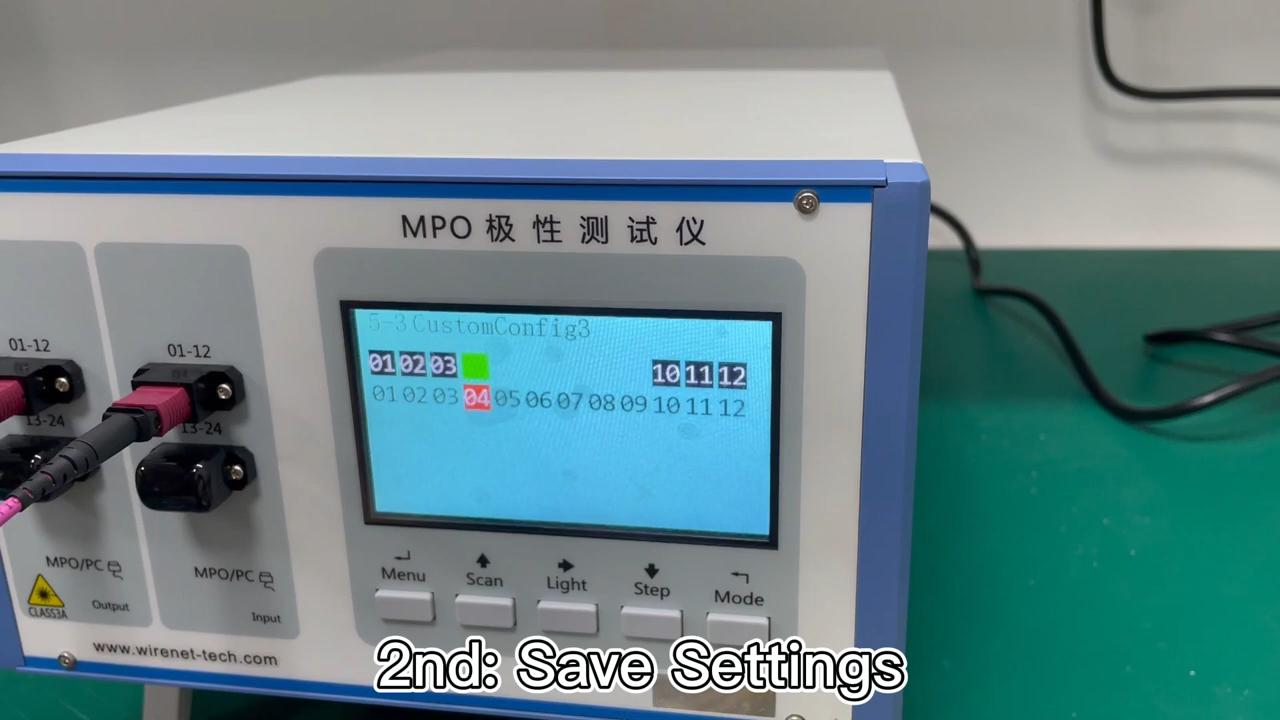 MPO 极性测试仪
01-12
13-24
MPO/PC
CLASS3A
Output
01-12
13-24
MPO/PC
Input
www.wirenet-tech.com
5-3 CustomConfig3
01 02 03 10 11 12
01 02 03 04 05 06 07 08 09 10 11 12
Menu Scan Light Step Mode
2nd: Save Settings